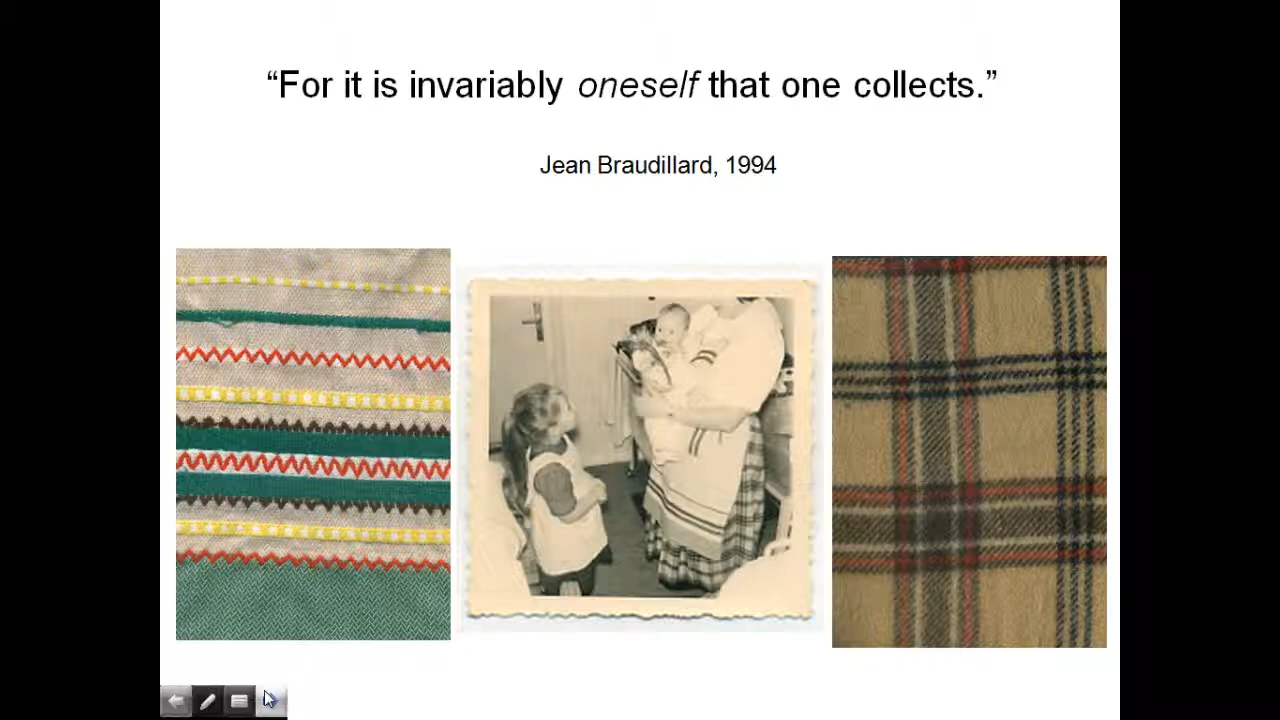 “For it is invariably oneself that one collects.”
Jean Braudillard, 1994